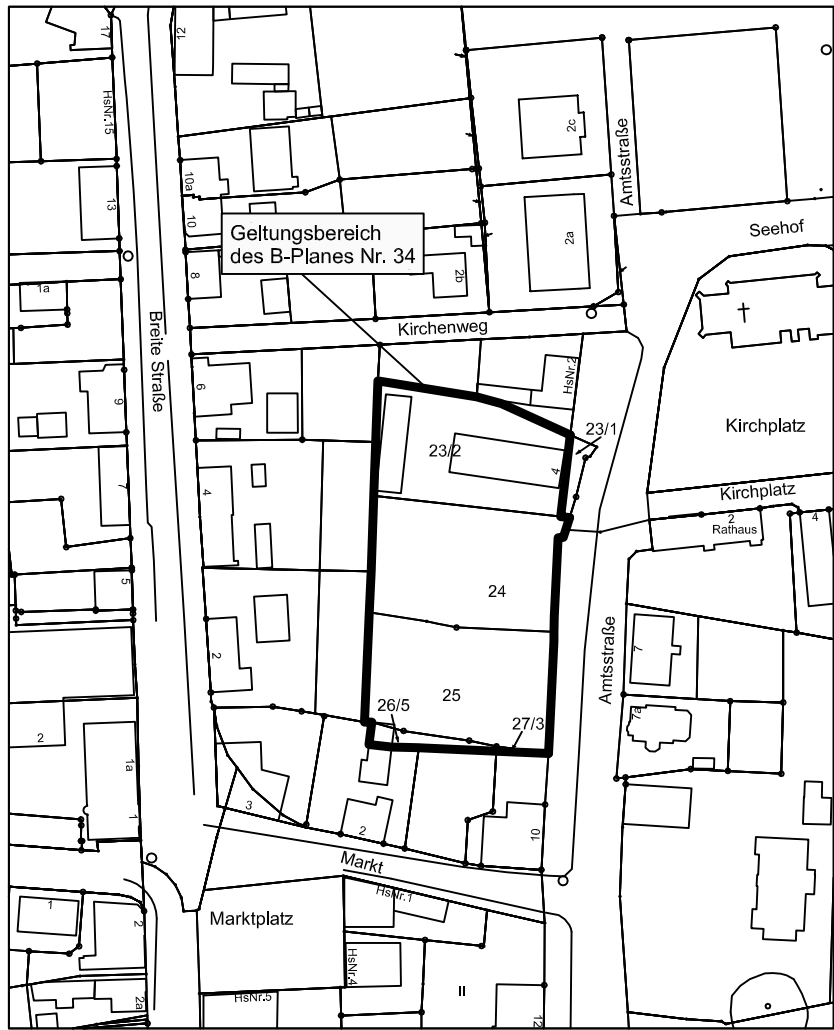 17
12
HsNr.15
2c
Amtsstraße
10a
13
10
Geltungsbereich
des B-Planes Nr. 34
Seehof
2a
8
2b
1a
Kirchenweg
Breite Straße
HsNr.2
6
9
23/1
Kirchplatz
23/2
4
7
4
Kirchplatz
2
Rathaus
4
5
24
Amtsstraße
7
2
25
26/5
27/3
7a
2
1a
3
1
2
10
Markt
HsNr.1
1
2
Marktplatz
HsNr.4
2a
HsNr.5
II
12